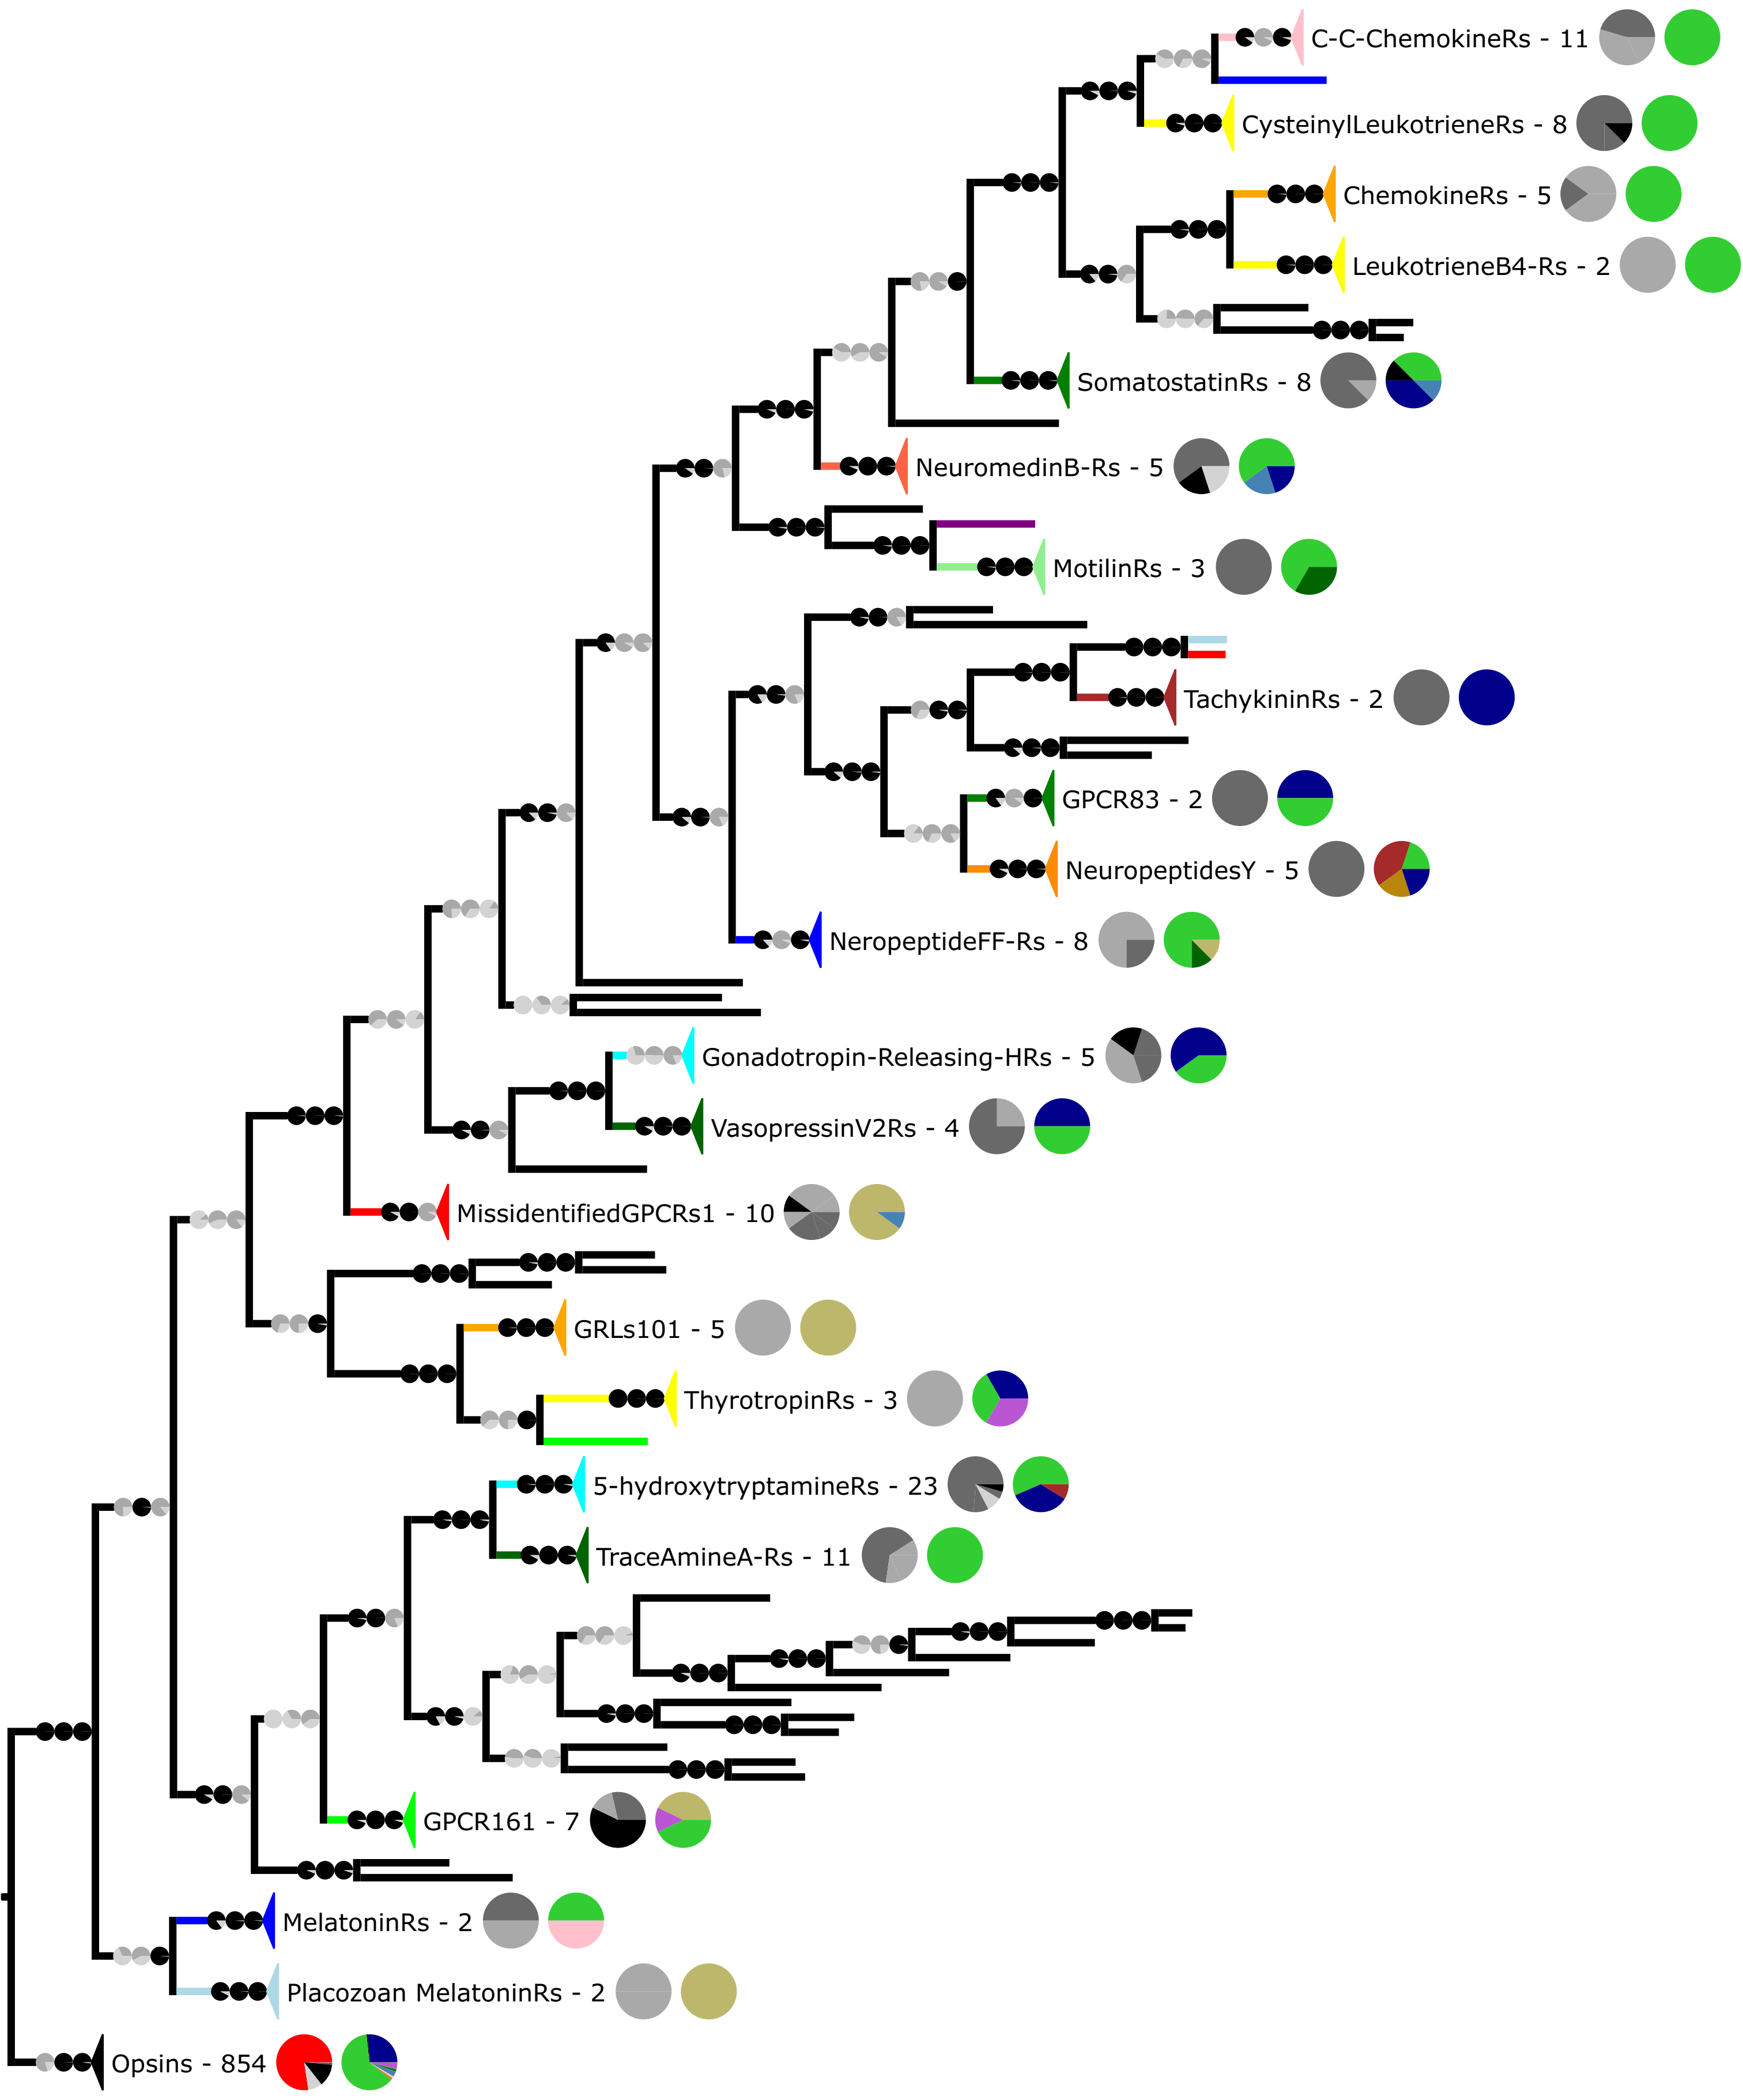 C-C-ChemokineRs - 11
CysteinylLeukotrieneRs - 8
ChemokineRs - 5
LeukotrieneB4-Rs - 2
SomatostatinRs - 8
NeuromedinB-Rs - 5
MotilinRs - 3
TachykininRs - 2
GPCR83 - 2
NeuropeptidesY - 5
NeropeptideFF-Rs - 8
Gonadotropin-Releasing-HRs - 5
VasopressinV2Rs - 4
MissidentifiedGPCRs1 - 10
GRLs101 - 5
ThyrotropinRs - 3
5-hydroxytryptamineRs - 23
TraceAmineA-Rs - 11
GPCR161 - 7
MelatoninRs - 2
Placozoan MelatoninRs - 2
Opsins - 854